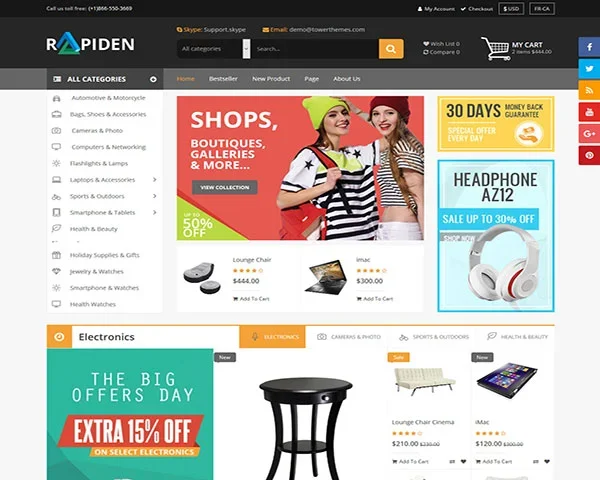 Call us toll free: (+1)866-550-3669
My Account
Checkout
$ USD
FR-CA
RAPIDEN
Skype: Support.skype
Email: demo@towerthemes.com
All categories
Search...
Wish List 0
Compare 0
MY CART
2 items $444.00
ALL CATEGORIES
Home
Bestseller
New Product
Page
Contact Us
Automotive & Motorcycle
Bags, Shoes & Accessories
Cameras & Photo
Computers & Networking
Flashlights & Lamps
Laptops & Accessories
Sports & Outdoors
Smartphone & Tablets
Health & Beauty
Holiday Supplies & Gifts
Jewelry & Watches
Smartphone & Watches
Health Watches
SHOPS,
BOUTIQUES,
GALLERIES
& MORE...
VIEW COLLECTION
UP TO
50%
OFF
Lounge Chair
$444.00
Add To Cart
imac
$300.00
Add To Cart
30 DAYS
MONEY BACK
GUARANTEE
SPECIAL OFFER
EVERY DAY
HEADPHONE
AZ12
SALE UP TO 30% OFF
SHOP NOW
Electronics
ELECTRONICS
CAMERAS & PHOTO
SPORTS & OUTDOORS
HEALTH & BEAUTY
THE BIG
OFFERS DAY
EXTRA 15% OFF
ON SELECT ELECTRONICS
New
Sale
Lounge Chair Cinema
$210.00 $230.00
Add To Cart
New
iMac
$120.00 $300.00
Add To Cart